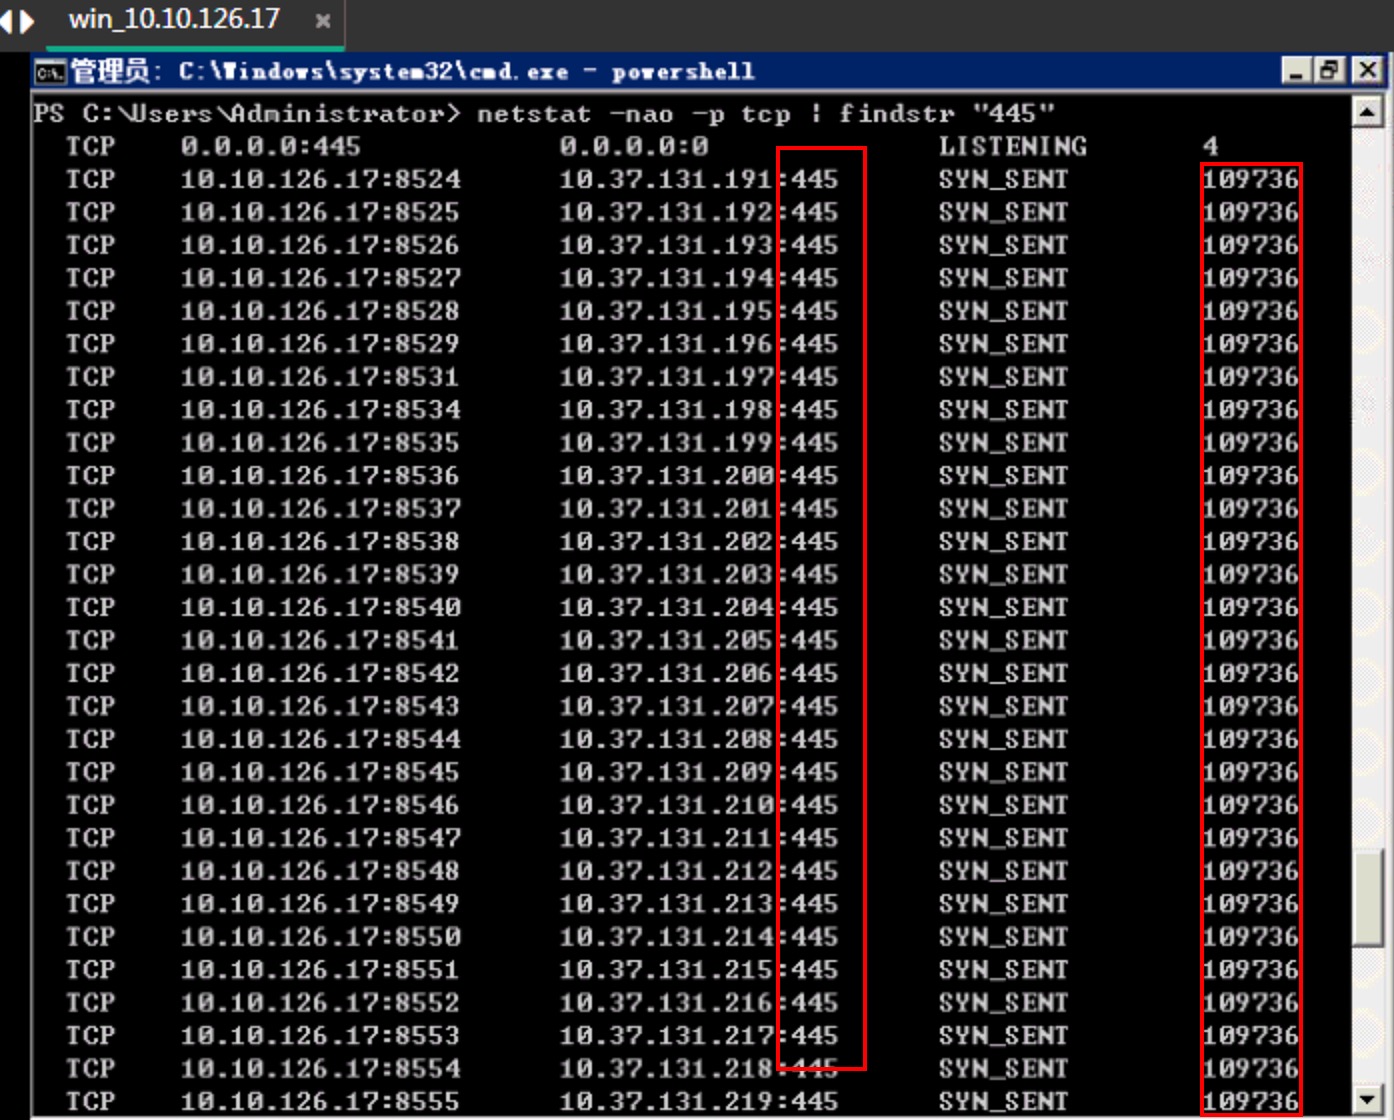 win_10.10.126.17 ×
管理员: C:\Windows\system32\cmd.exe - powershell
PS C:\Users\Administrator> netstat -nao -p tcp | findstr "445"
TCP 0.0.0.0:445 0.0.0.0:0 LISTENING 4
TCP 10.10.126.17:8524 10.37.131.191:445 SYN_SENT 109736
TCP 10.10.126.17:8525 10.37.131.192:445 SYN_SENT 109736
TCP 10.10.126.17:8526 10.37.131.193:445 SYN_SENT 109736
TCP 10.10.126.17:8527 10.37.131.194:445 SYN_SENT 109736
TCP 10.10.126.17:8528 10.37.131.195:445 SYN_SENT 109736
TCP 10.10.126.17:8529 10.37.131.196:445 SYN_SENT 109736
TCP 10.10.126.17:8531 10.37.131.197:445 SYN_SENT 109736
TCP 10.10.126.17:8534 10.37.131.198:445 SYN_SENT 109736
TCP 10.10.126.17:8535 10.37.131.199:445 SYN_SENT 109736
TCP 10.10.126.17:8536 10.37.131.200:445 SYN_SENT 109736
TCP 10.10.126.17:8537 10.37.131.201:445 SYN_SENT 109736
TCP 10.10.126.17:8538 10.37.131.202:445 SYN_SENT 109736
TCP 10.10.126.17:8539 10.37.131.203:445 SYN_SENT 109736
TCP 10.10.126.17:8540 10.37.131.204:445 SYN_SENT 109736
TCP 10.10.126.17:8541 10.37.131.205:445 SYN_SENT 109736
TCP 10.10.126.17:8542 10.37.131.206:445 SYN_SENT 109736
TCP 10.10.126.17:8543 10.37.131.207:445 SYN_SENT 109736
TCP 10.10.126.17:8544 10.37.131.208:445 SYN_SENT 109736
TCP 10.10.126.17:8545 10.37.131.209:445 SYN_SENT 109736
TCP 10.10.126.17:8546 10.37.131.210:445 SYN_SENT 109736
TCP 10.10.126.17:8547 10.37.131.211:445 SYN_SENT 109736
TCP 10.10.126.17:8548 10.37.131.212:445 SYN_SENT 109736
TCP 10.10.126.17:8549 10.37.131.213:445 SYN_SENT 109736
TCP 10.10.126.17:8550 10.37.131.214:445 SYN_SENT 109736
TCP 10.10.126.17:8551 10.37.131.215:445 SYN_SENT 109736
TCP 10.10.126.17:8552 10.37.131.216:445 SYN_SENT 109736
TCP 10.10.126.17:8553 10.37.131.217:445 SYN_SENT 109736
TCP 10.10.126.17:8554 10.37.131.218:445 SYN_SENT 109736
TCP 10.10.126.17:8555 10.37.131.219:445 SYN_SENT 109736